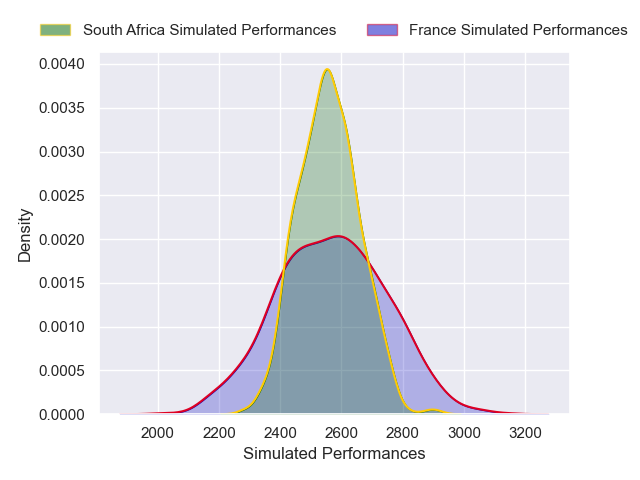 South Africa Simulated Performances France Simulated Performances
0.0040
0.0035
0.0030
0.0025
0.0020
0.0015
0.0010
0.0005
0.0000
Density
2000 2200 2400 2600 2800 3000 3200
Simulated Performances